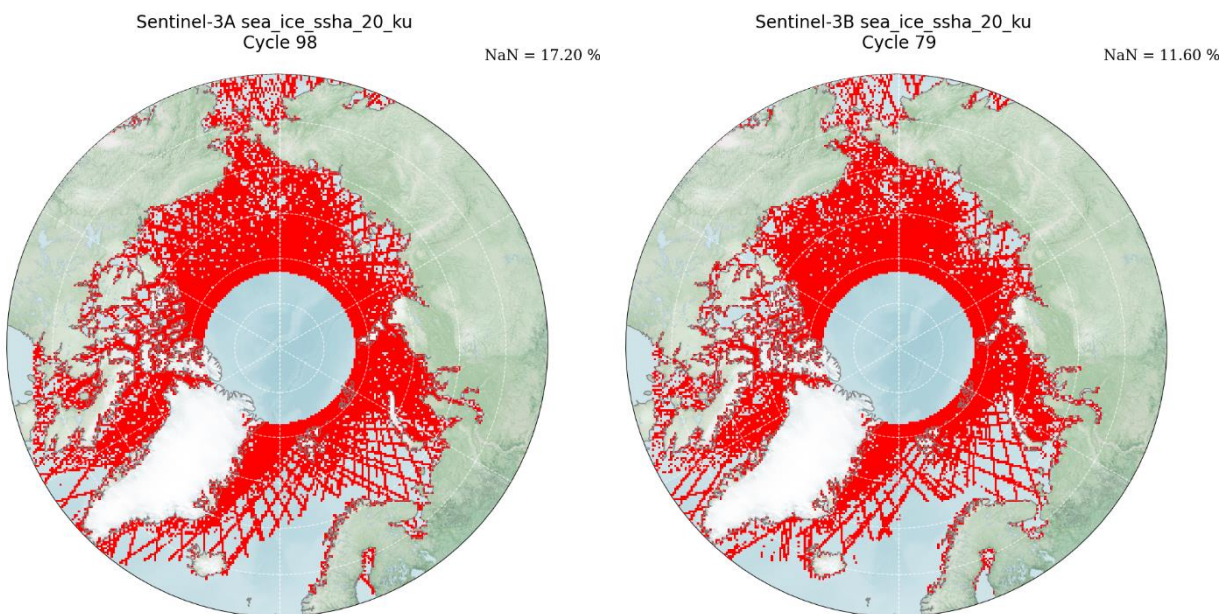 Sentinel-3A sea_ice_ssha_20_ku
Cycle 98
NaN = 17.20 %
Sentinel-3B sea_ice_ssha_20_ku
Cycle 79
NaN = 11.60 %